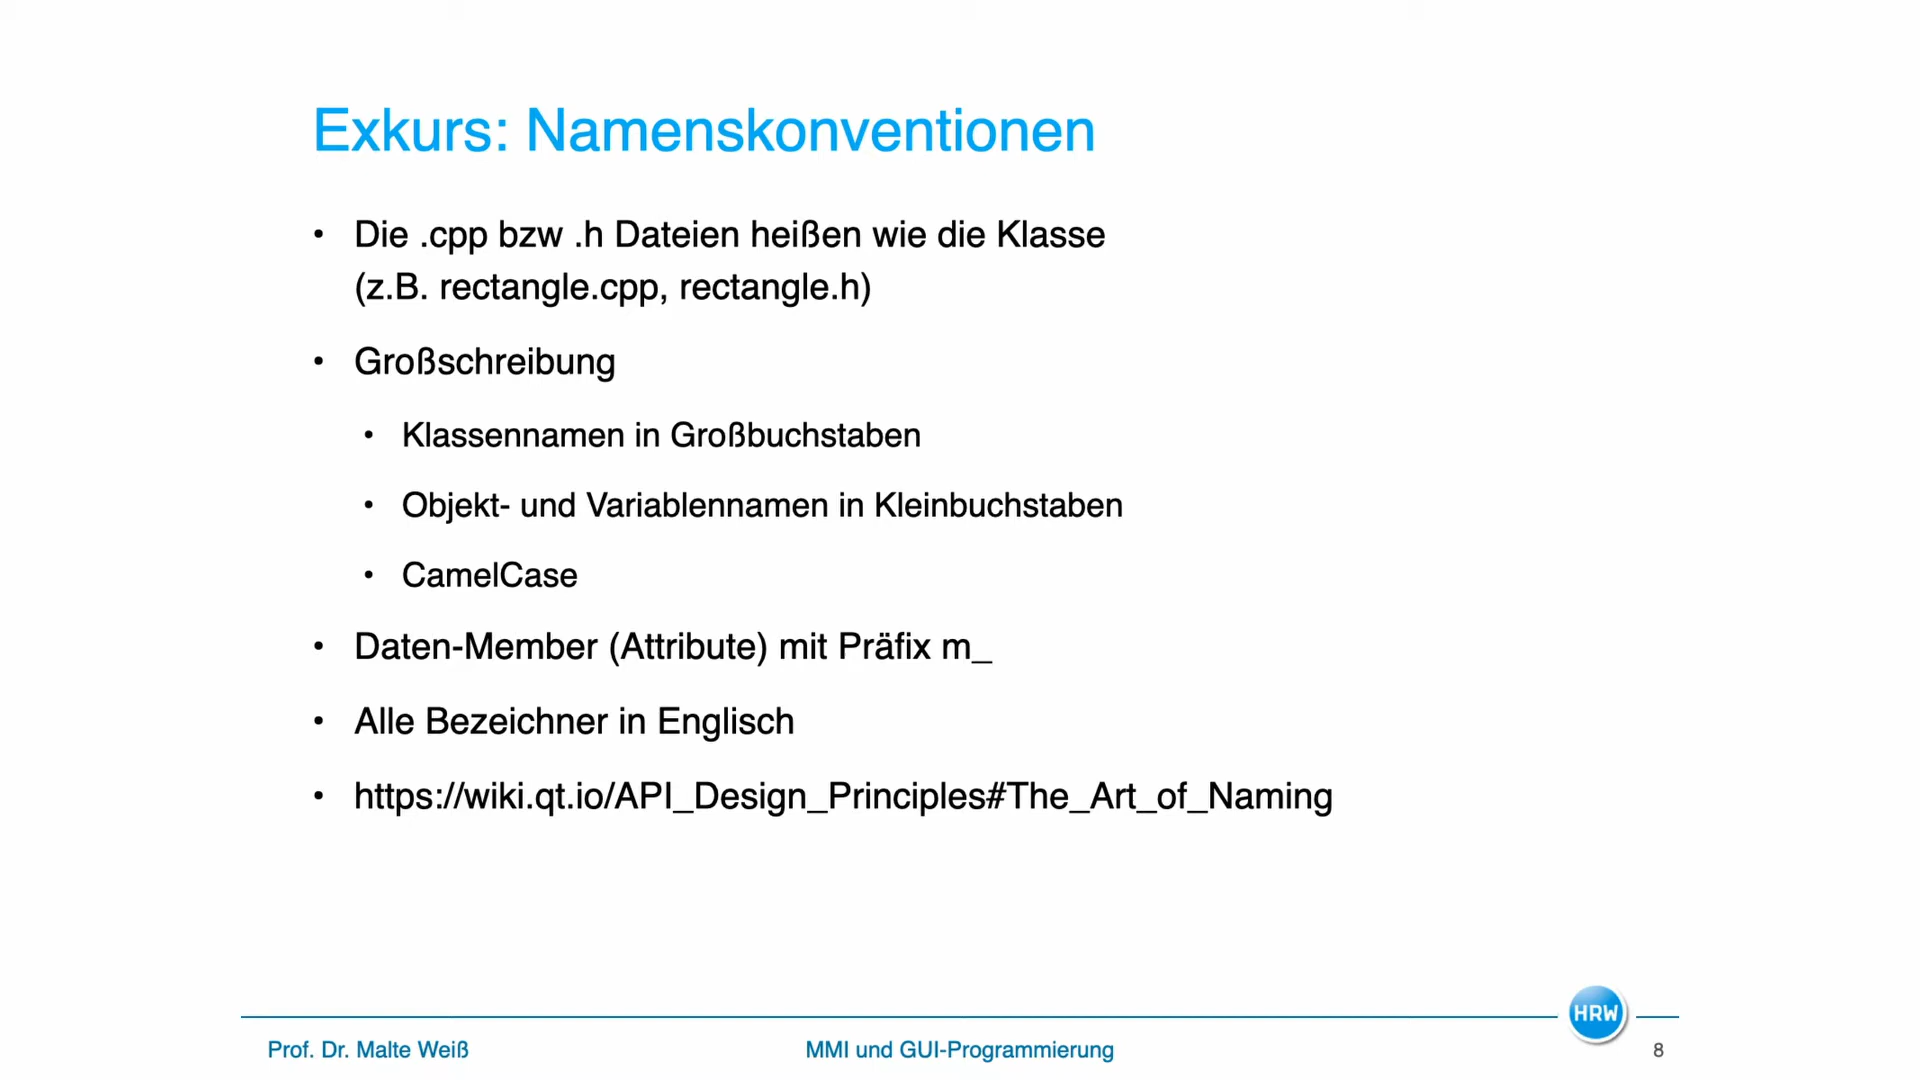 Exkurs: Namenskonventionen
• Die .cpp bzw .h Dateien heißen wie die Klasse
(z.B. rectangle.cpp, rectangle.h)
• Großschreibung
• Klassennamen in Großbuchstaben
• Objekt- und Variablennamen in Kleinbuchstaben
• CamelCase
• Daten-Member (Attribute) mit Präfix m_
• Alle Bezeichner in Englisch
• https://wiki.qt.io/API_Design_Principles#The_Art_of_Naming
HRW
Prof. Dr. Malte Weiß
MMI und GUI-Programmierung
8